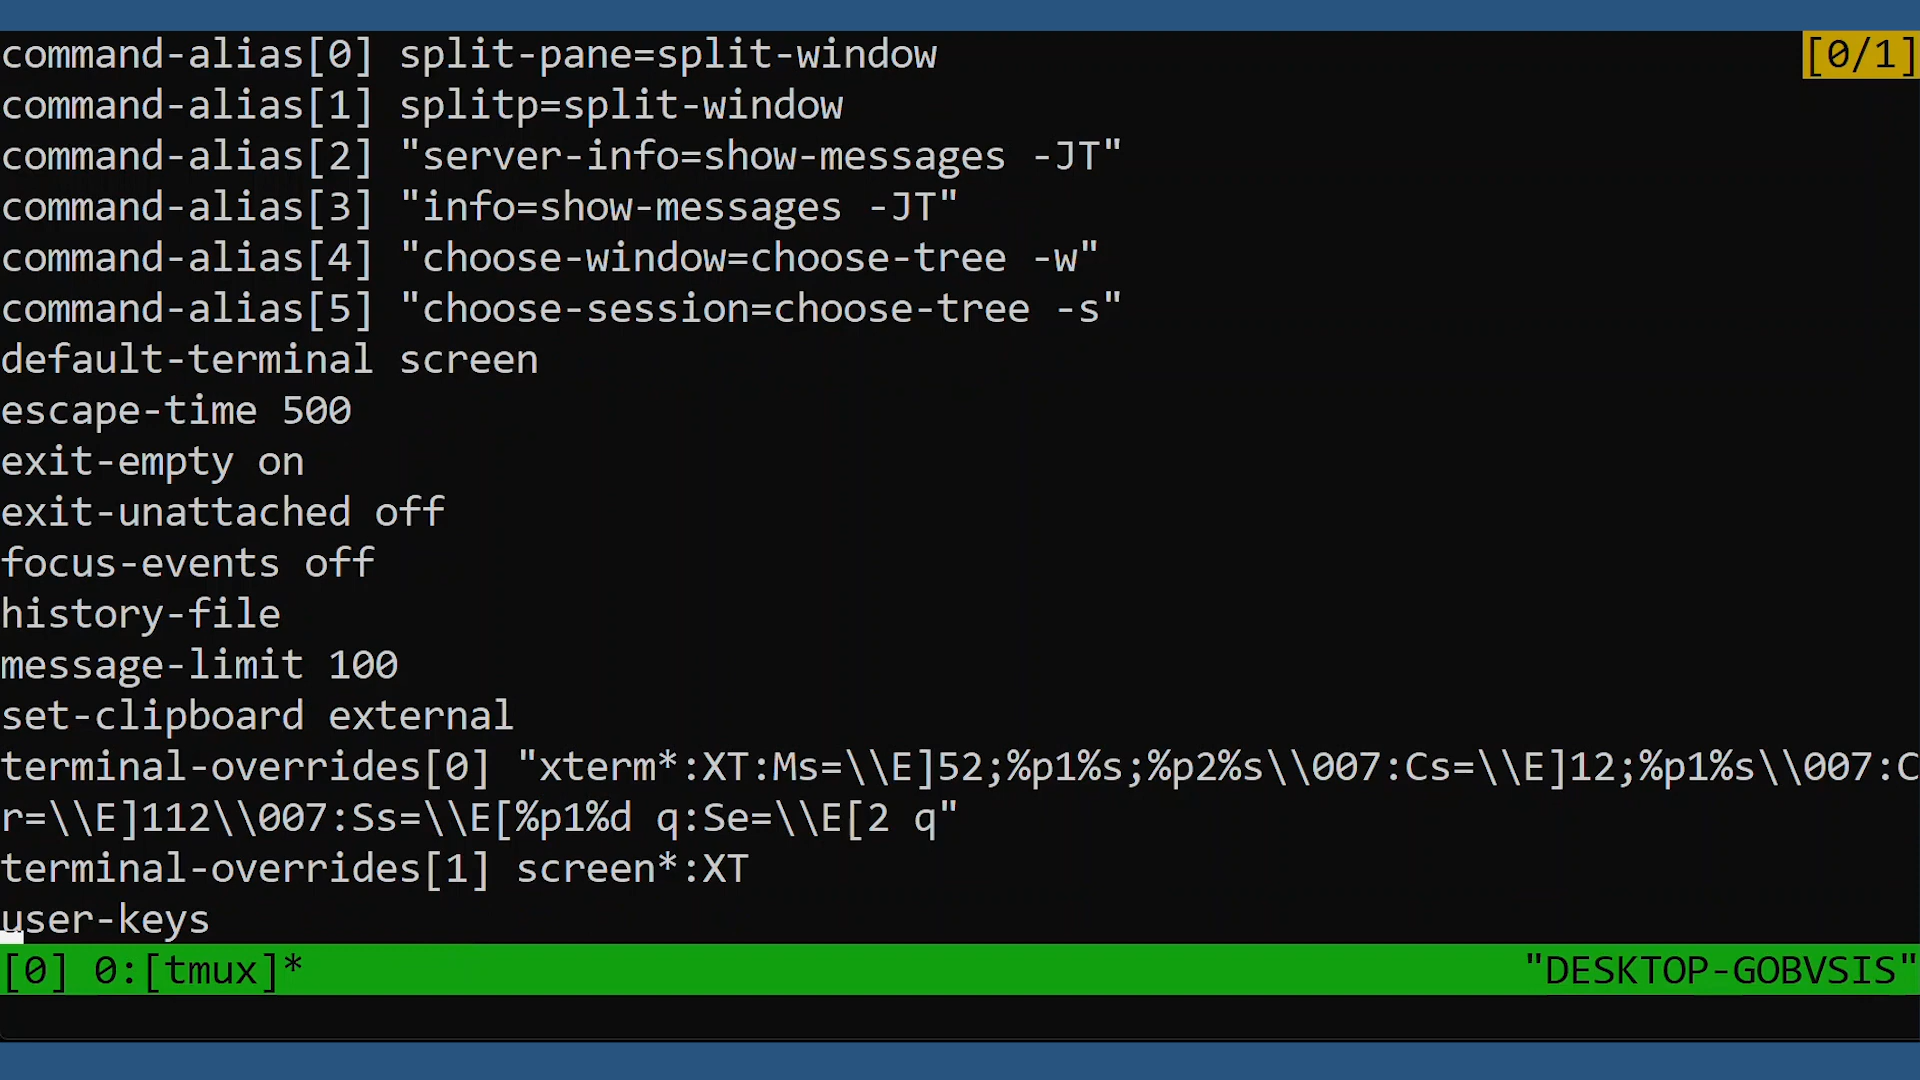 command-alias[0] split-pane=split-window
[0/1]
command-alias[1] splitp=split-window
command-alias[2] "server-info=show-messages -JT"
command-alias[3] "info=show-messages -JT"
command-alias[4] "choose-window=choose-tree -w"
command-alias[5] "choose-session=choose-tree -s"
default-terminal screen
escape-time 500
exit-empty on
exit-unattached off
focus-events off
history-file
message-limit 100
set-clipboard external
terminal-overrides[0] "xterm*:XT:Ms=\\E]52;%p1%s;%p2%s\\007:Cs=\\E]12;%p1%s\\007:C
r=\\E]112\\007:Ss=\\E[%p1%d q:Se=\\E[2 q"
terminal-overrides[1] screen*:XT
user-keys
[0] 0:[tmux]*
"DESKTOP-GOBVSIS"